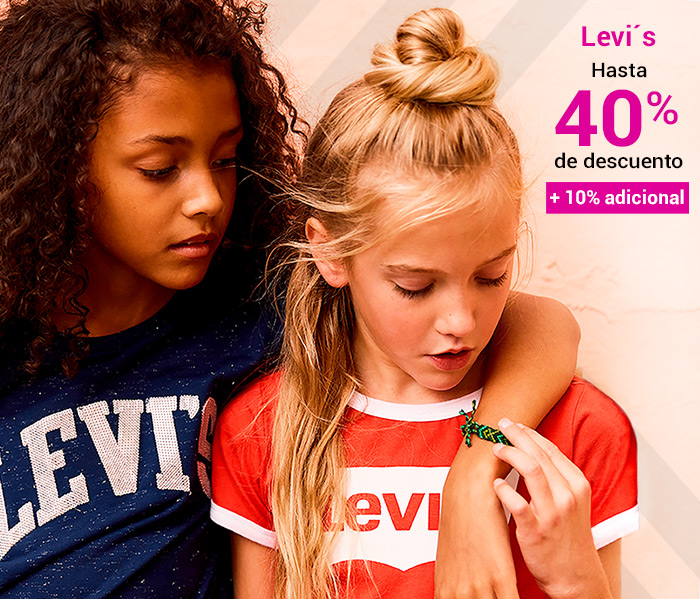 Levi´s
Hasta
40%
de descuento
+ 10% adicional
LEVI'S
Levi